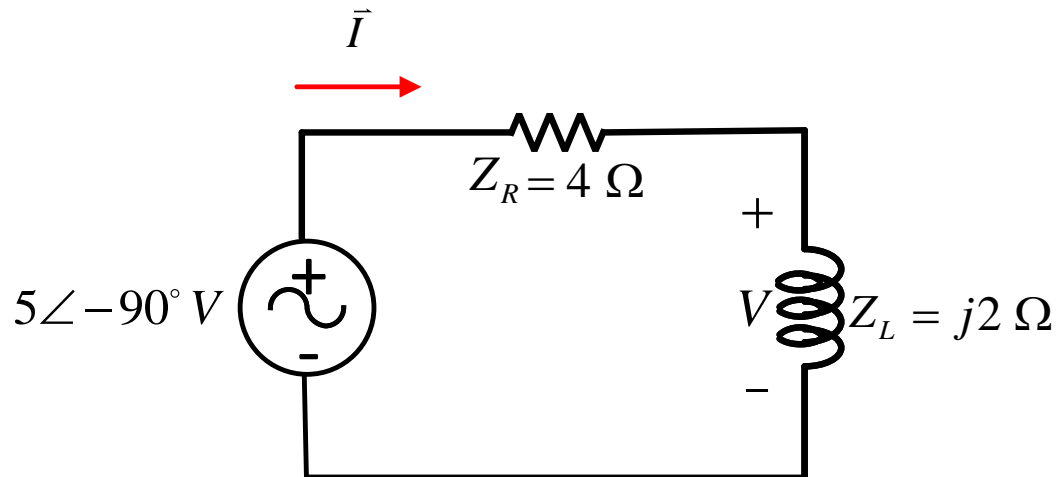 I⃗
Z_R = 4 Ω
+
5∠−90° V
+
-
V
Z_L = j2 Ω
−